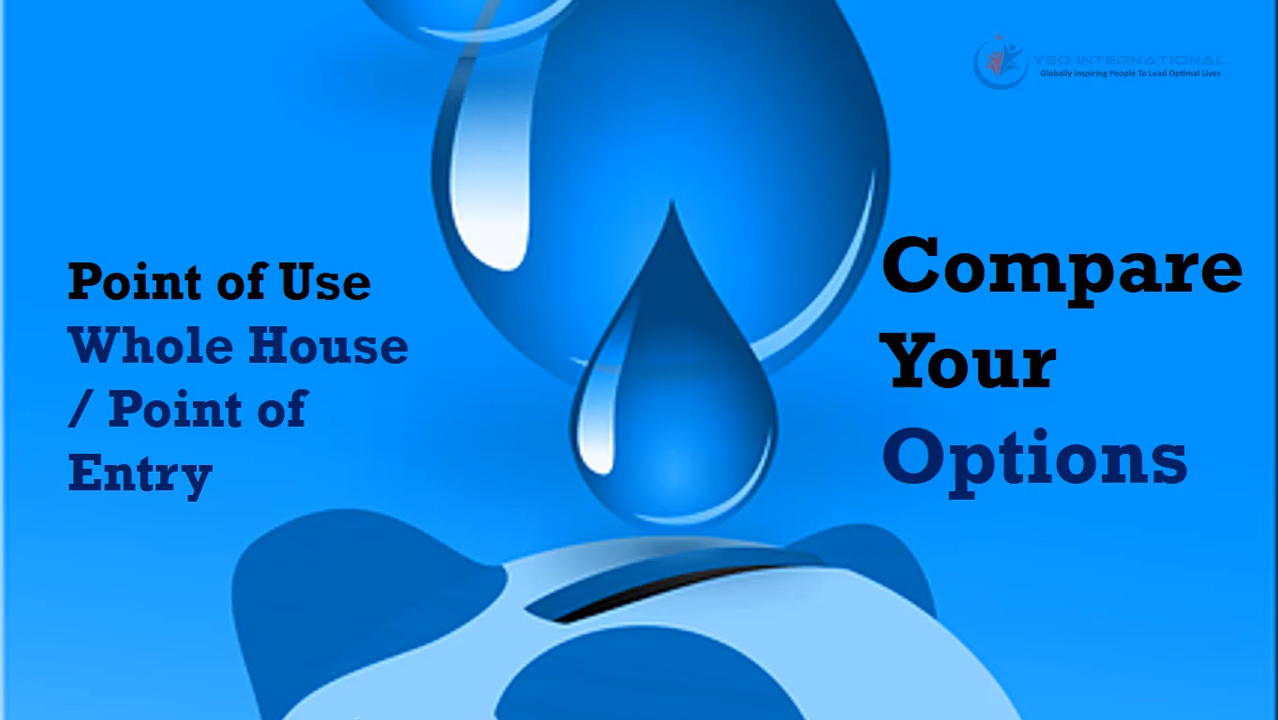 YEO INTERNATIONAL
Globally Inspiring People To Lead Optimal Lives
Point of Use
Whole House
/ Point of
Entry
Compare
Your
Options